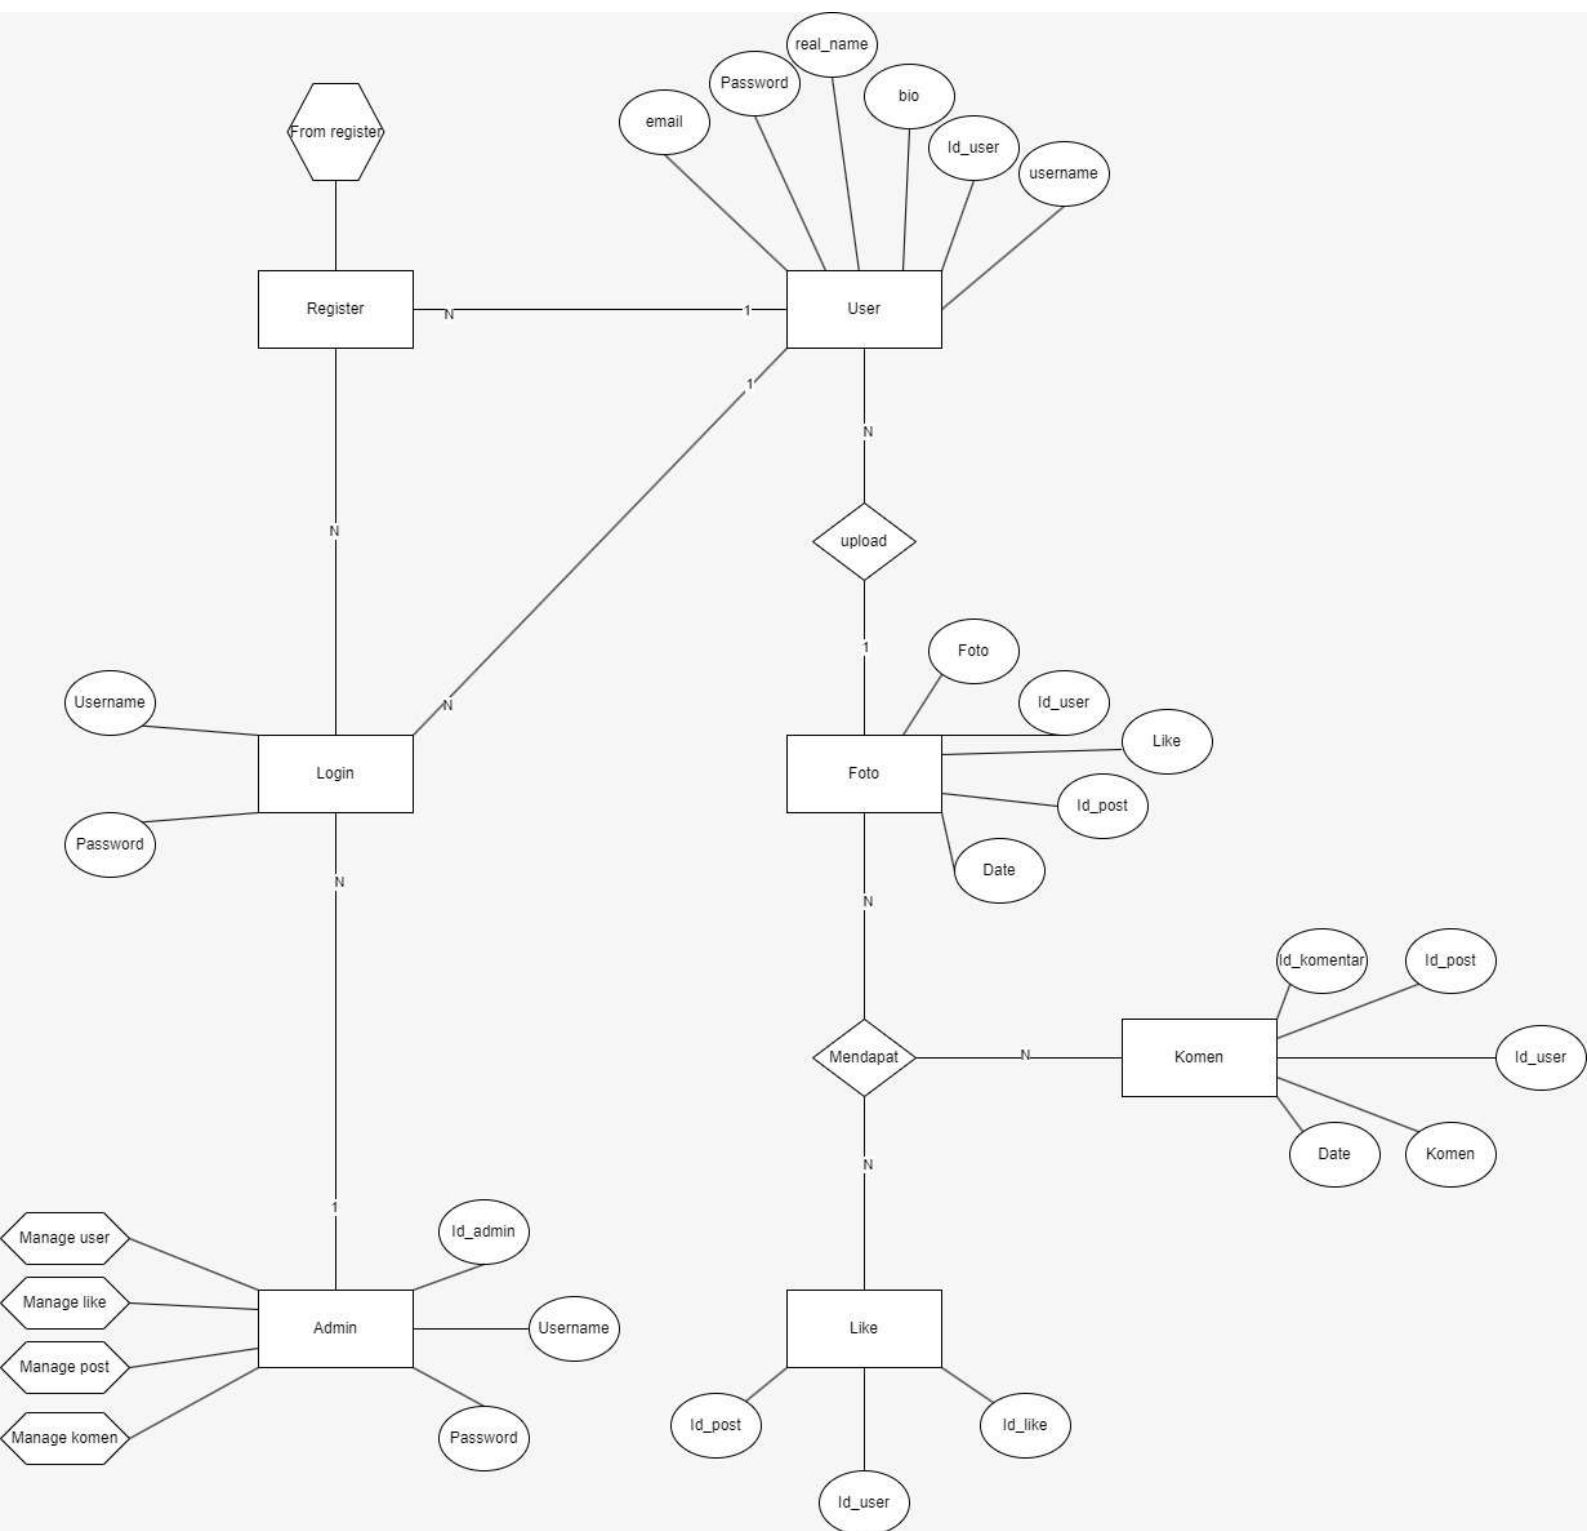 real_name
Password
bio
email
From register
Id_user
username
Register
N
1
User
1
N
N
upload
1
Foto
N
Username
Id_user
Like
Login
Foto
Id_post
Password
Date
N
N
Id_komentar
Id_post
Mendapat
N
Komen
Id_user
Date
Komen
N
1
Manage user
Id_admin
Manage like
Admin
Username
Like
Manage post
Manage komen
Password
Id_post
Id_like
Id_user